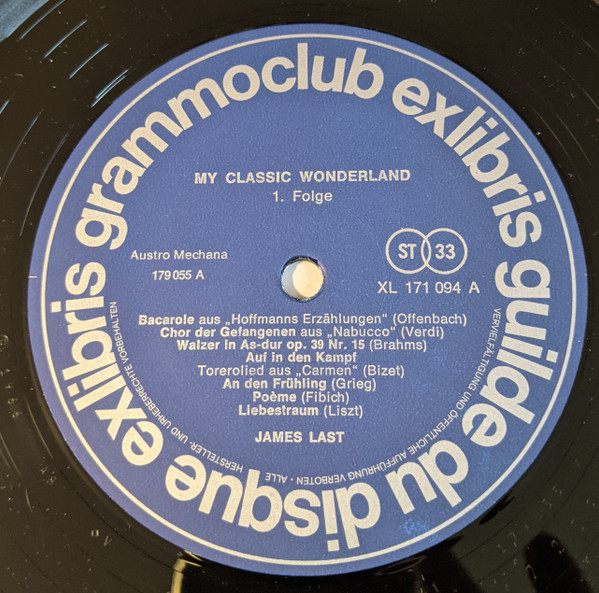 exlibris grammoclub exlibris guilde du disque
MY CLASSIC WONDERLAND
1. Folge
Austro Mechana
179 055 A
ST 33
XL 171 094 A
Bacarole aus „Hoffmanns Erzählungen" (Offenbach)
Chor der Gefangenen aus „Nabucco" (Verdi)
Walzer in As-dur op. 39 Nr. 15 (Brahms)
Auf in den Kampf
Torerolied aus „Carmen" (Bizet)
An den Frühling (Grieg)
Poème (Fibich)
Liebestraum (Liszt)
JAMES LAST
ALLE HERSTELLER- UND URHEBERRECHTE VORBEHALTEN
VERVIELFÄLTIGUNG UND ÖFFENTLICHE AUFFÜHRUNG VERBOTEN ·